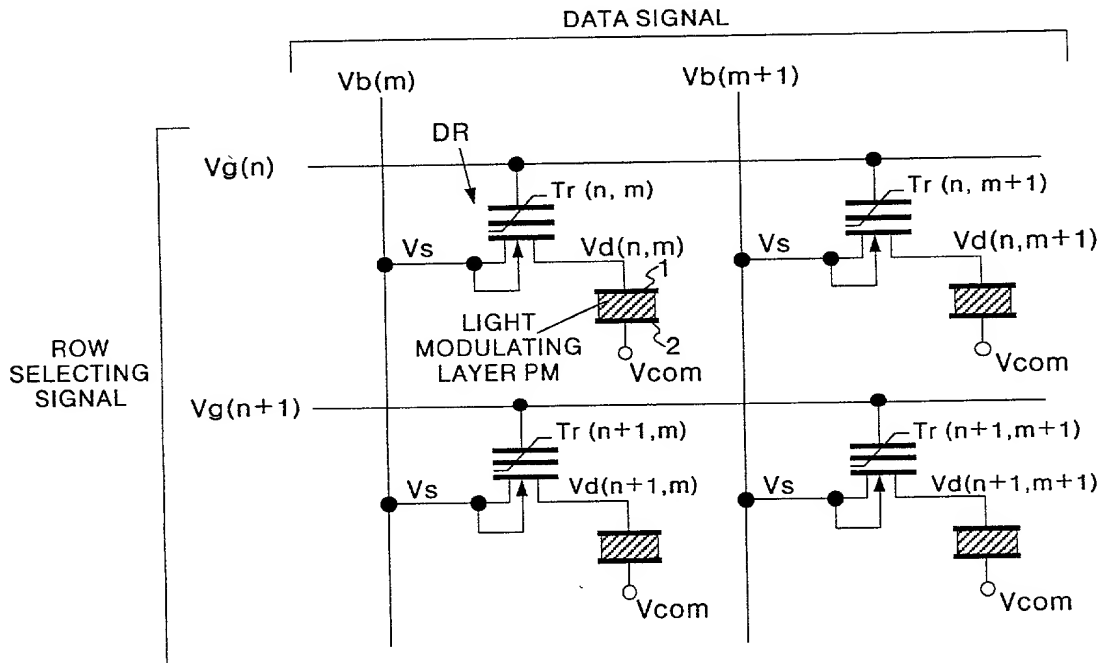 DATA SIGNAL
Vb(m)
Vb(m+1)
DR
Vg(n)
Tr (n, m)
Tr (n, m+1)
Vs
Vd(n,m)
Vs
Vd(n,m+1)
1
LIGHT
MODULATING
LAYER PM
2
Vcom
Vcom
ROW
SELECTING
SIGNAL
Vg(n+1)
Tr (n+1,m)
Tr (n+1,m+1)
Vs
Vd(n+1,m)
Vs
Vd(n+1,m+1)
Vcom
Vcom